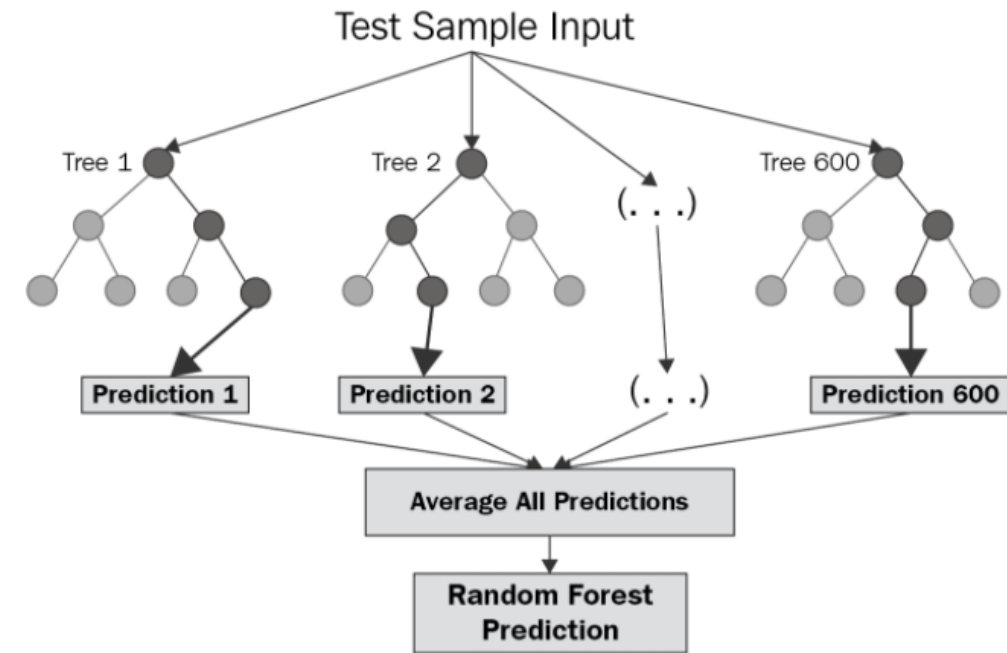 Test Sample Input
Tree 1
Tree 2
Tree 600
(. . .)
Prediction 1
Prediction 2
(. . .)
Prediction 600
Average All Predictions
Random Forest
Prediction